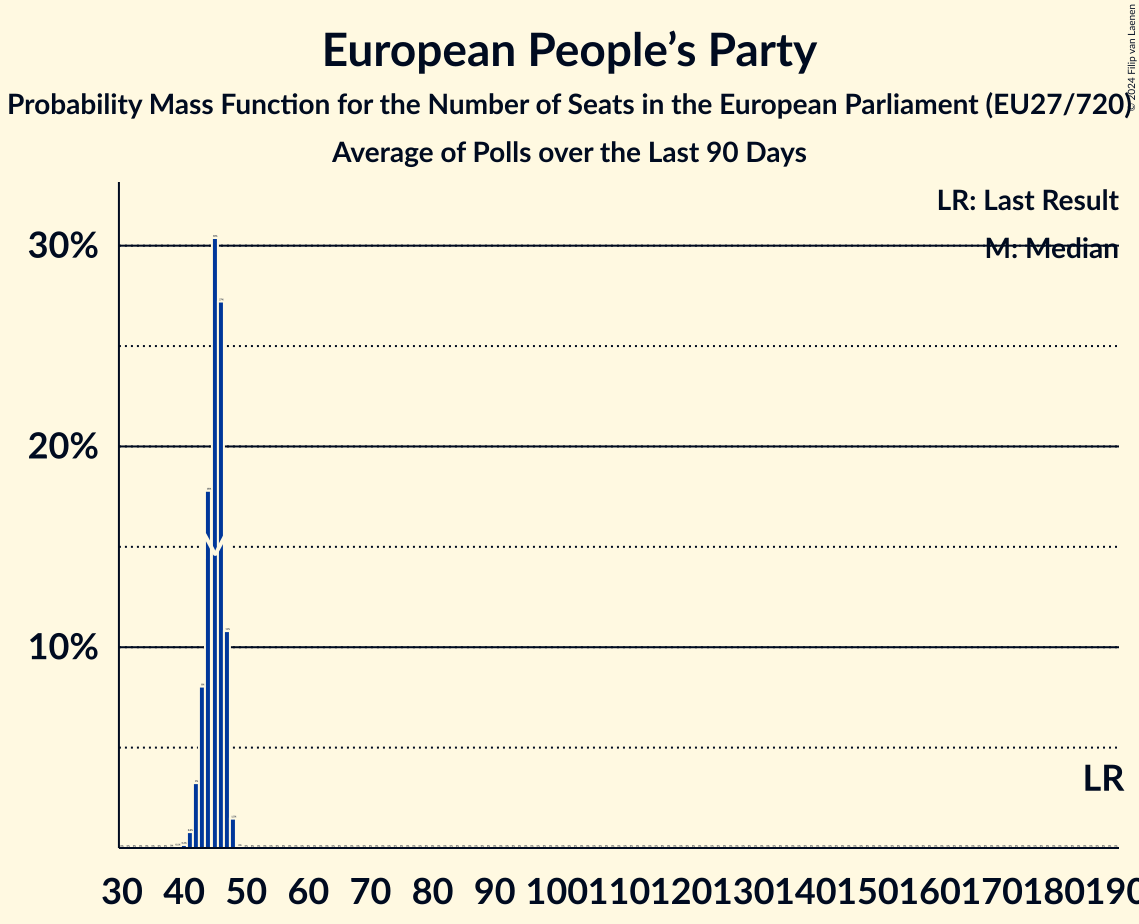 European People’s Party
Probability Mass Function for the Number of Seats in the European Parliament (EU27/720)
Average of Polls over the Last 90 Days
© 2024 Filip van Laenen
LR: Last Result
M: Median
30%
20%
10%
LR
30 40 50 60 70 80 90 100 110 120 130 140 150 160 170 180 190